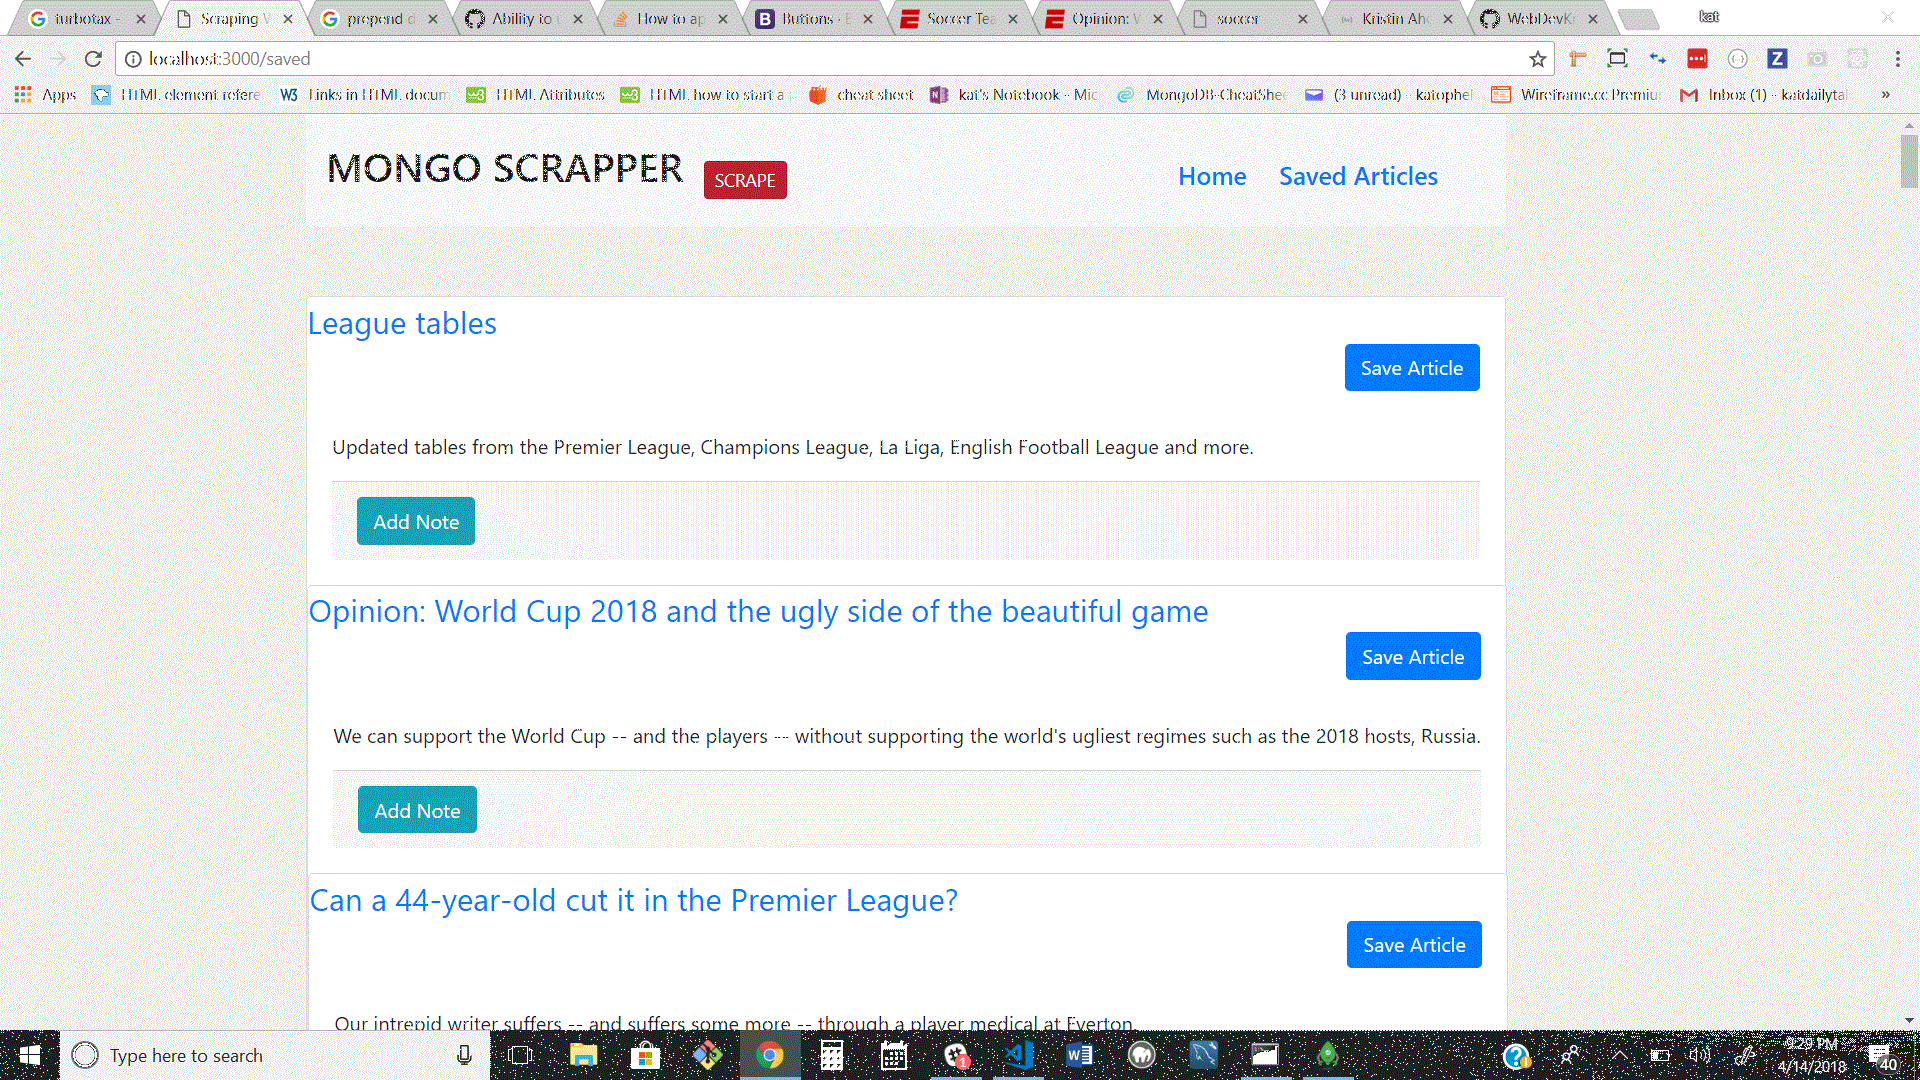 turbotax -
Scraping
prepend d
Ability to
How to ap
Buttons · B
Soccer Tea
Opinion: W
soccer
Kristin Aho
WebDevKr
kat
localhost:3000/saved
Apps
HTML element refere
Links in HTML docum
HTML Attributes
HTML how to start a
cheat sheet
kat's Notebook - Mic
MongoDB-CheatShee
(3 unread) - katophel
Wireframe.cc Premiu
Inbox (1) - katdailyta
»
MONGO SCRAPPER
SCRAPE
Home
Saved Articles
League tables
Save Article
Updated tables from the Premier League, Champions League, La Liga, English Football League and more.
Add Note
Opinion: World Cup 2018 and the ugly side of the beautiful game
Save Article
We can support the World Cup -- and the players -- without supporting the world's ugliest regimes such as the 2018 hosts, Russia.
Add Note
Can a 44-year-old cut it in the Premier League?
Save Article
Our intrepid writer suffers -- and suffers some more -- through a player medical at Everton.
Type here to search
1
9:29 PM
4/14/2018
40